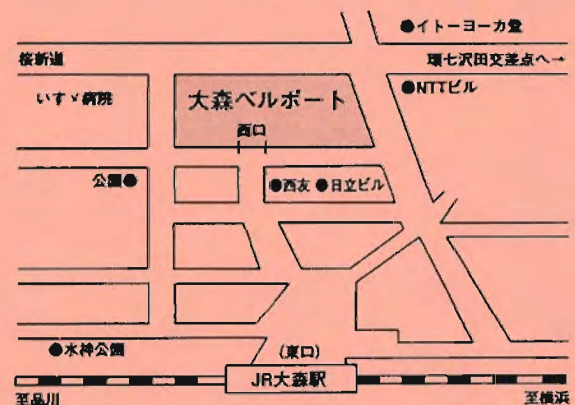 ●イトーヨーカ堂
桜新道
環七沢田交差点へ→
いすゞ病院
大森ベルポート
●NTTビル
西口
公園●
●西友 ●日立ビル
●水神公園
(東口)
JR大森駅
至品川
至横浜